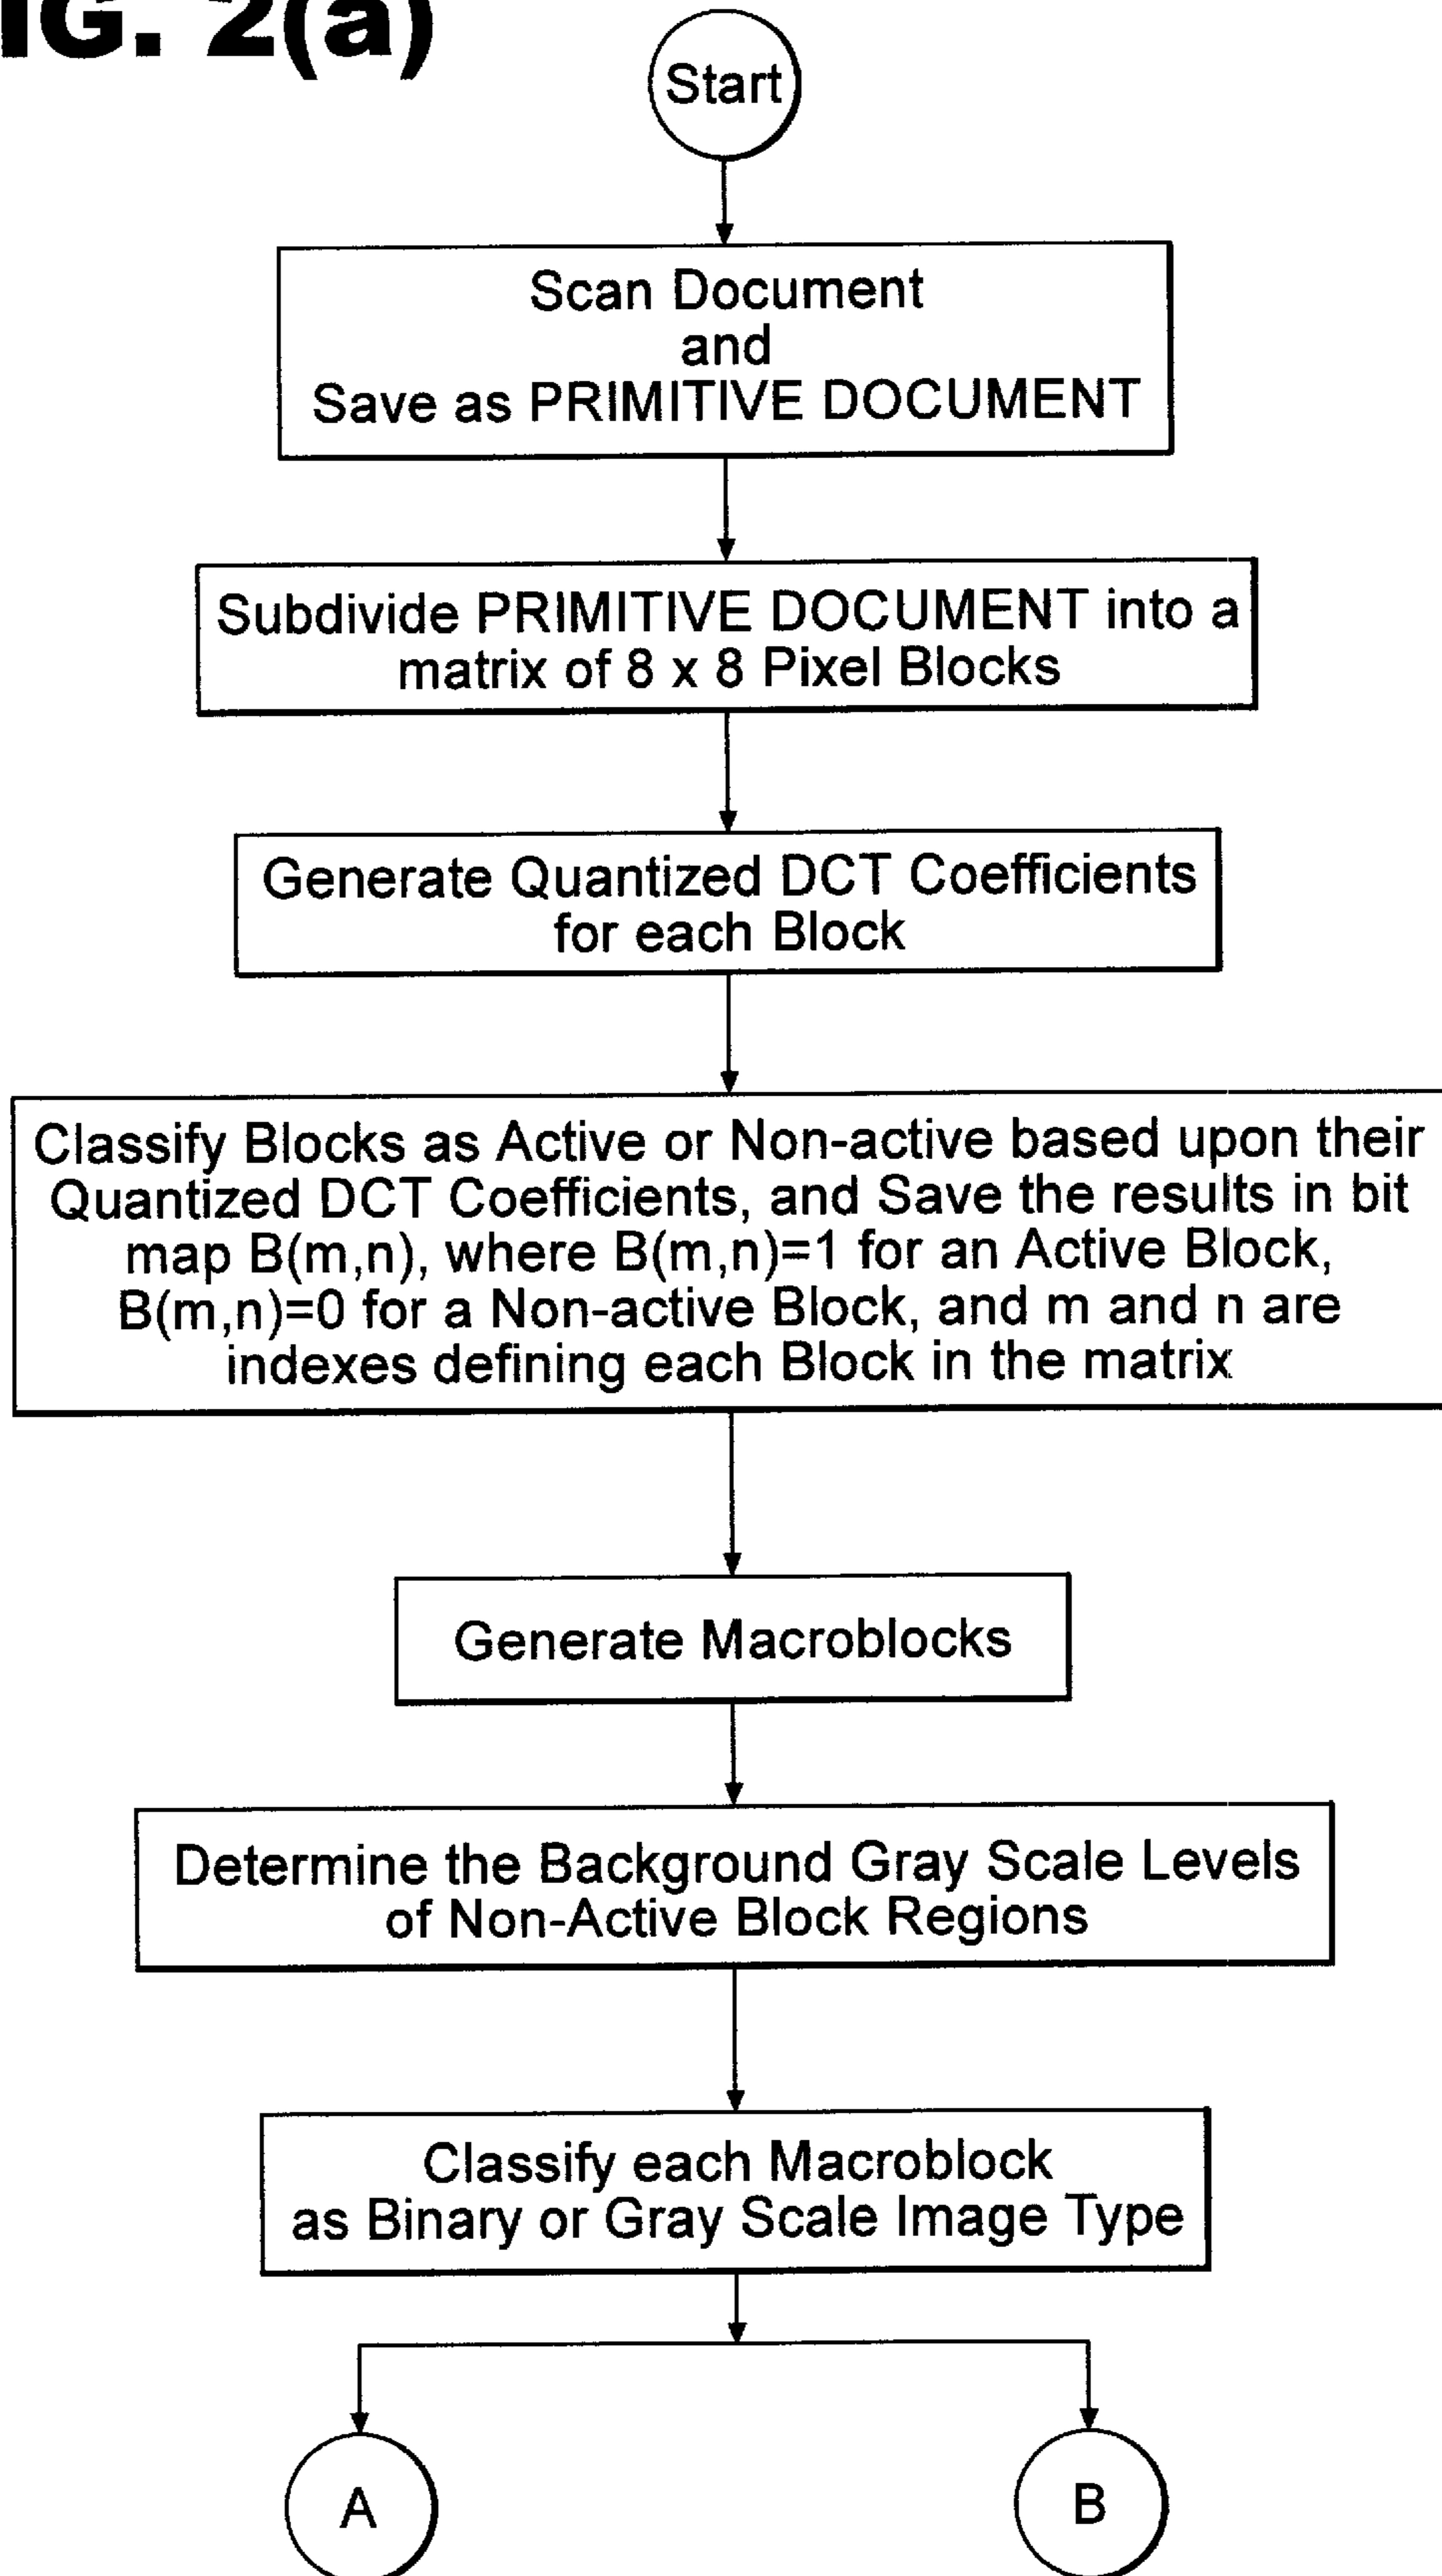 IG. 2(a)
Start
Scan Document
and
Save as PRIMITIVE DOCUMENT
Subdivide PRIMITIVE DOCUMENT into a
matrix of 8 x 8 Pixel Blocks
Generate Quantized DCT Coefficients
for each Block
Classify Blocks as Active or Non-active based upon their
Quantized DCT Coefficients, and Save the results in bit
map B(m,n), where B(m,n)=1 for an Active Block,
B(m,n)=0 for a Non-active Block, and m and n are
indexes defining each Block in the matrix
Generate Macroblocks
Determine the Background Gray Scale Levels
of Non-Active Block Regions
Classify each Macroblock
as Binary or Gray Scale Image Type
A
B